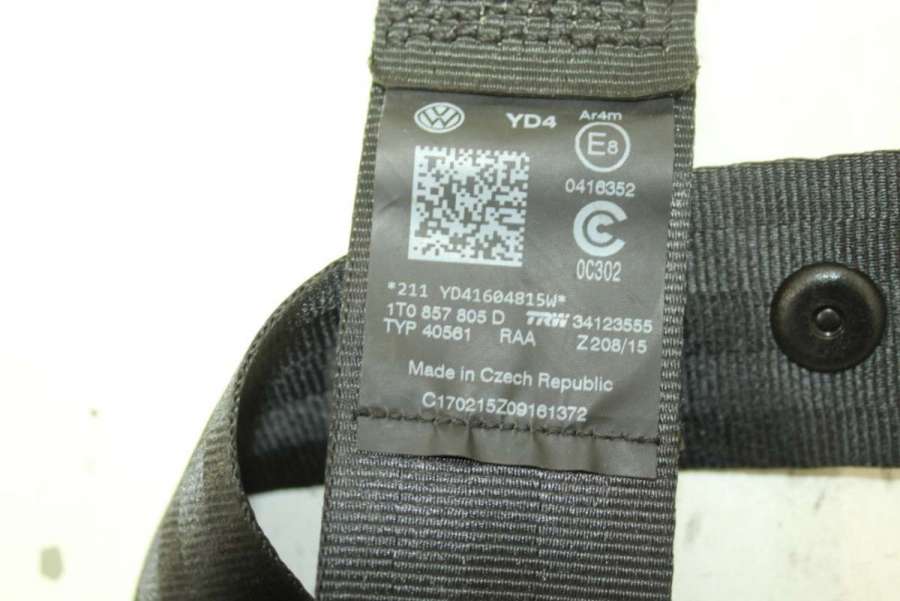 VW YD4 Ar4m
E8
0416352
C
0C302
*211 YD41604815W*
1T0 857 805 D TRW 34123555
TYP 40561 RAA Z208/15
Made in Czech Republic
C170215Z09161372